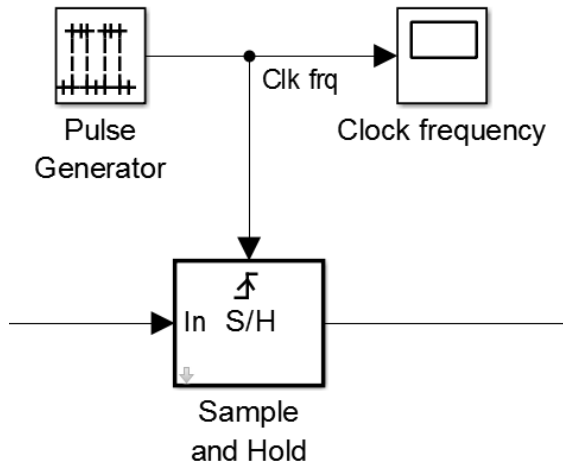 Clk frq
Pulse
Generator
Clock frequency
In S/H
Sample
and Hold